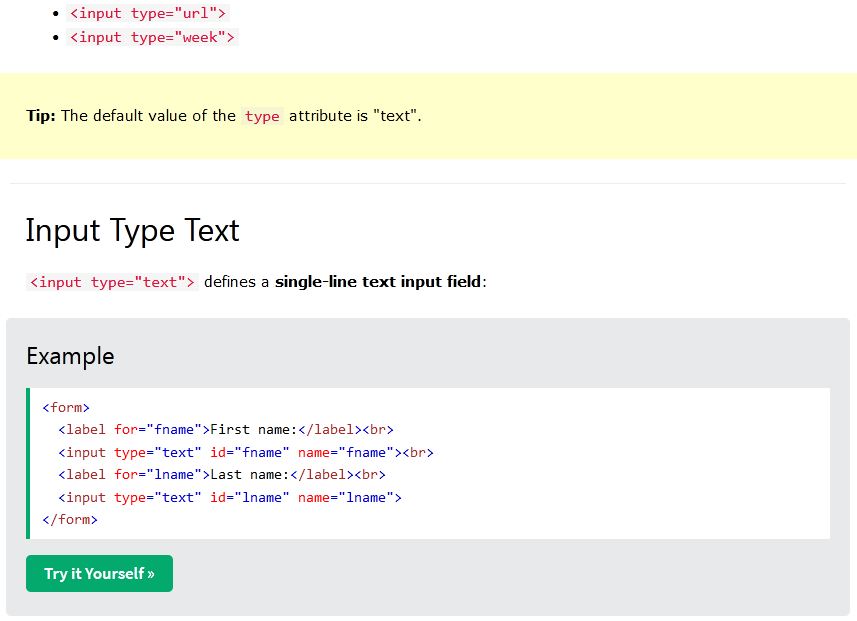 <input type="url">
<input type="week">
Tip: The default value of the type attribute is "text".
Input Type Text
<input type="text"> defines a single-line text input field:
Example
<form>
  <label for="fname">First name:</label><br>
  <input type="text" id="fname" name="fname"><br>
  <label for="lname">Last name:</label><br>
  <input type="text" id="lname" name="lname">
</form>
Try it Yourself »